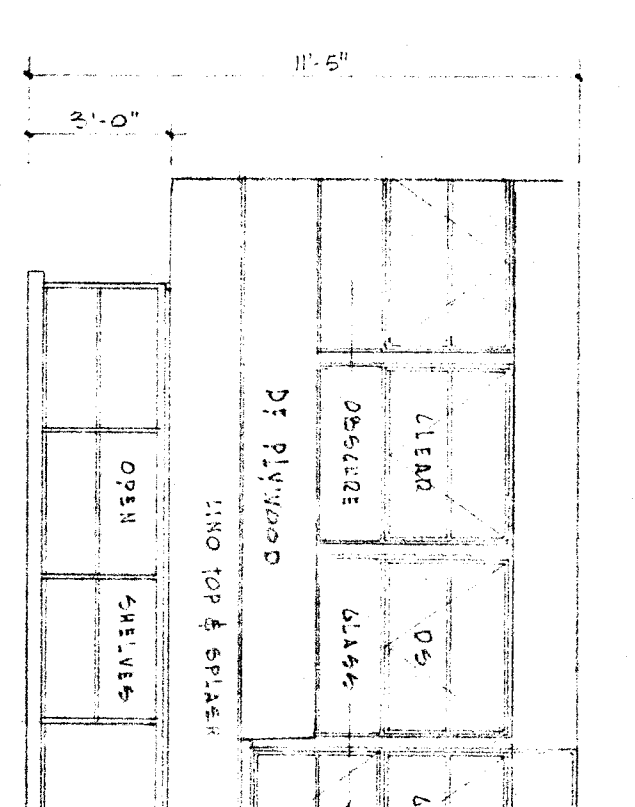 11'-5"
3'-0"
OBSCURE
CLEAR
GLASS
DS
DF PLYWOOD
LINO TOP & SPLASH
OPEN
SHELVES